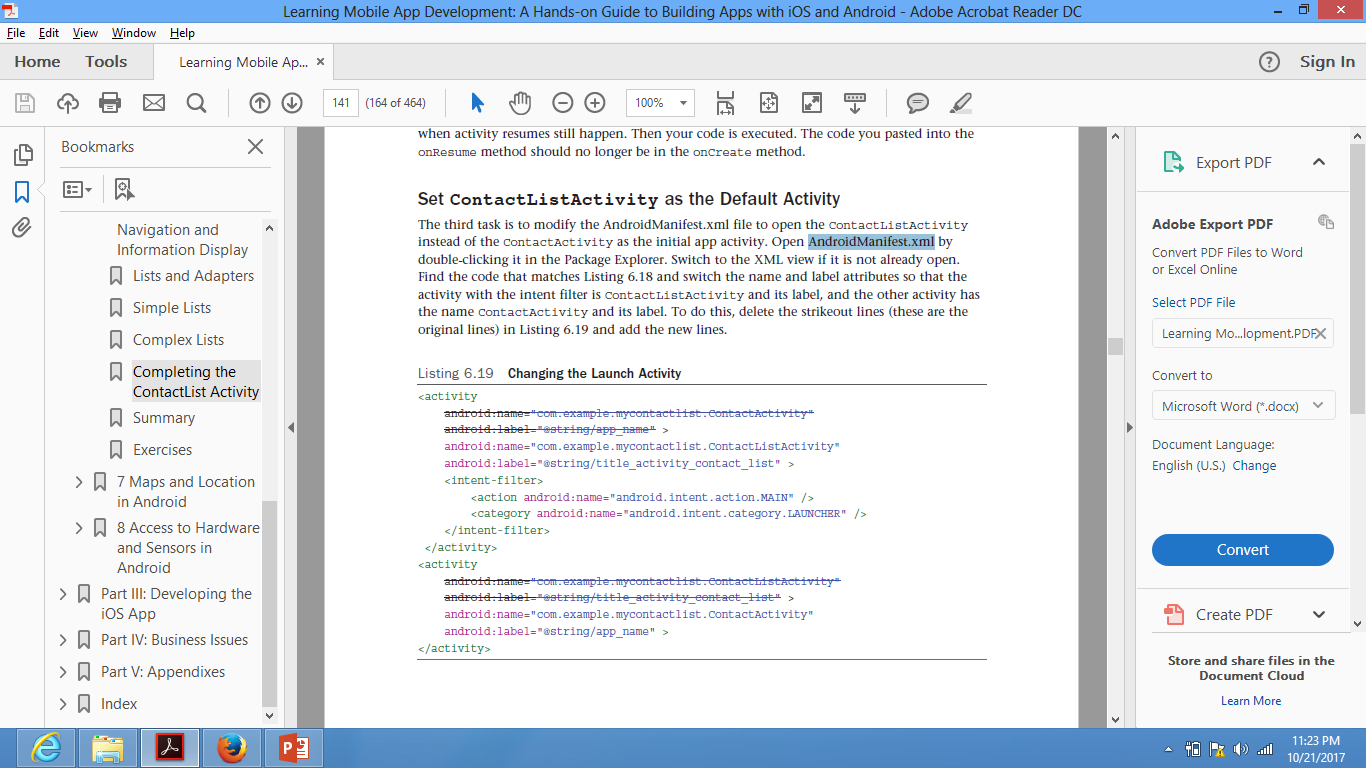 Learning Mobile App Development: A Hands-on Guide to Building Apps with iOS and Android - Adobe Acrobat Reader DC
File Edit View Window Help
Home Tools Learning Mobile Ap... × Sign In
141 (164 of 464) 100%
Bookmarks
Navigation and
Information Display
Lists and Adapters
Simple Lists
Complex Lists
Completing the
ContactList Activity
Summary
Exercises
7 Maps and Location
in Android
8 Access to Hardware
and Sensors in
Android
Part III: Developing the
iOS App
Part IV: Business Issues
Part V: Appendixes
Index
when activity resumes still happen. Then your code is executed. The code you pasted into the
onResume method should no longer be in the onCreate method.
Set ContactListActivity as the Default Activity
The third task is to modify the AndroidManifest.xml file to open the ContactListActivity
instead of the ContactActivity as the initial app activity. Open AndroidManifest.xml by
double-clicking it in the Package Explorer. Switch to the XML view if it is not already open.
Find the code that matches Listing 6.18 and switch the name and label attributes so that the
activity with the intent filter is ContactListActivity and its label, and the other activity has
the name ContactActivity and its label. To do this, delete the strikeout lines (these are the
original lines) in Listing 6.19 and add the new lines.
Listing 6.19 Changing the Launch Activity
<activity
android:name="com.example.mycontactlist.ContactActivity"
android:label="@string/app_name" >
android:name="com.example.mycontactlist.ContactListActivity"
android:label="@string/title_activity_contact_list" >
<intent-filter>
<action android:name="android.intent.action.MAIN" />
<category android:name="android.intent.category.LAUNCHER" />
</intent-filter>
</activity>
<activity
android:name="com.example.mycontactlist.ContactListActivity"
android:label="@string/title_activity_contact_list" >
android:name="com.example.mycontactlist.ContactActivity"
android:label="@string/app_name" >
</activity>
Export PDF
Adobe Export PDF
Convert PDF Files to Word
or Excel Online
Select PDF File
Learning Mo...lopment.PDF
Convert to
Microsoft Word (*.docx)
Document Language:
English (U.S.) Change
Convert
Create PDF
Store and share files in the
Document Cloud
Learn More
11:23 PM
10/21/2017